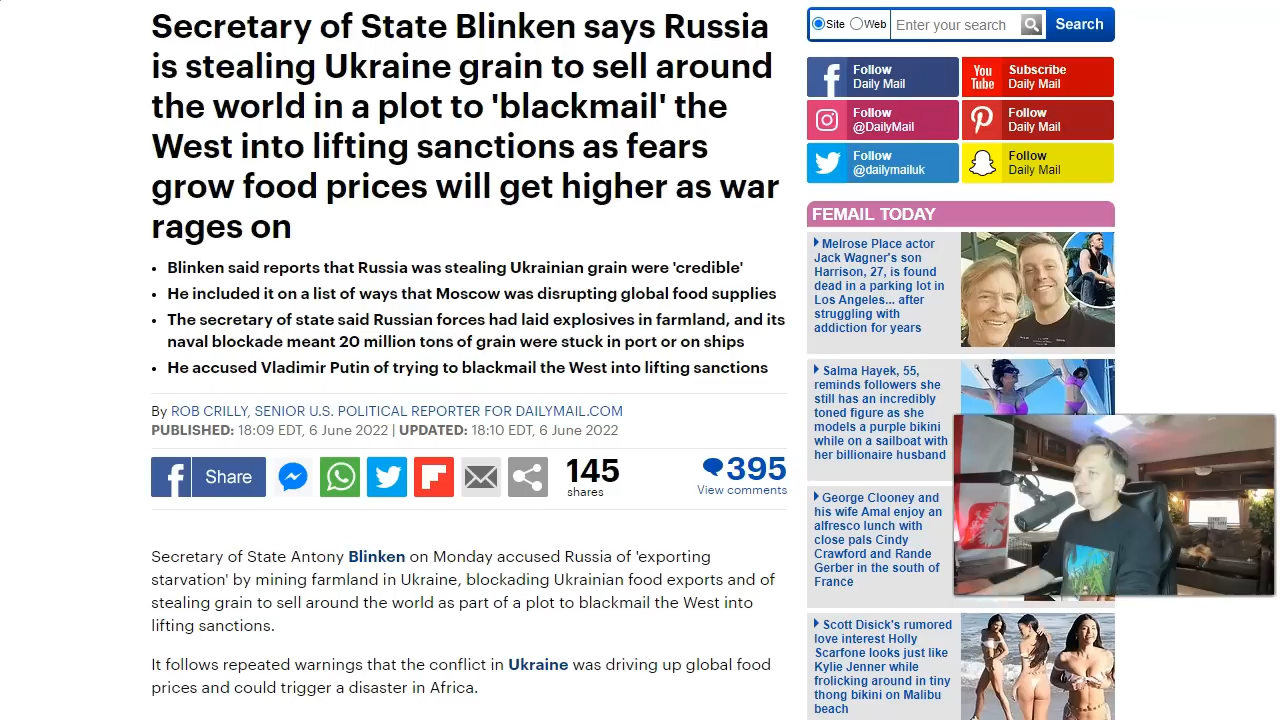 Secretary of State Blinken says Russia
is stealing Ukraine grain to sell around
the world in a plot to 'blackmail' the
West into lifting sanctions as fears
grow food prices will get higher as war
rages on
• Blinken said reports that Russia was stealing Ukrainian grain were 'credible'
• He included it on a list of ways that Moscow was disrupting global food supplies
• The secretary of state said Russian forces had laid explosives in farmland, and its
naval blockade meant 20 million tons of grain were stuck in port or on ships
• He accused Vladimir Putin of trying to blackmail the West into lifting sanctions
By ROB CRILLY, SENIOR U.S. POLITICAL REPORTER FOR DAILYMAIL.COM
PUBLISHED: 18:09 EDT, 6 June 2022 | UPDATED: 18:10 EDT, 6 June 2022
Share
145
shares
395
View comments
Secretary of State Antony Blinken on Monday accused Russia of 'exporting
starvation' by mining farmland in Ukraine, blockading Ukrainian food exports and of
stealing grain to sell around the world as part of a plot to blackmail the West into
lifting sanctions.
It follows repeated warnings that the conflict in Ukraine was driving up global food
prices and could trigger a disaster in Africa.
Site Web Enter your search Search
Follow
Daily Mail
You
Tube
Subscribe
Daily Mail
Follow
@DailyMail
Follow
Daily Mail
Follow
@dailymailuk
Follow
Daily Mail
FEMAIL TODAY
Melrose Place actor
Jack Wagner's son
Harrison, 27, is found
dead in a parking lot in
Los Angeles... after
struggling with
addiction for years
Salma Hayek, 55,
reminds followers she
still has an incredibly
toned figure as she
models a purple bikini
while on a sailboat with
her billionaire husband
George Clooney and
his wife Amal enjoy an
alfresco lunch with
close pals Cindy
Crawford and Rande
Gerber in the south of
France
Scott Disick's rumored
love interest Holly
Scarfone looks just like
Kylie Jenner while
frolicking around in tiny
thong bikini on Malibu
beach